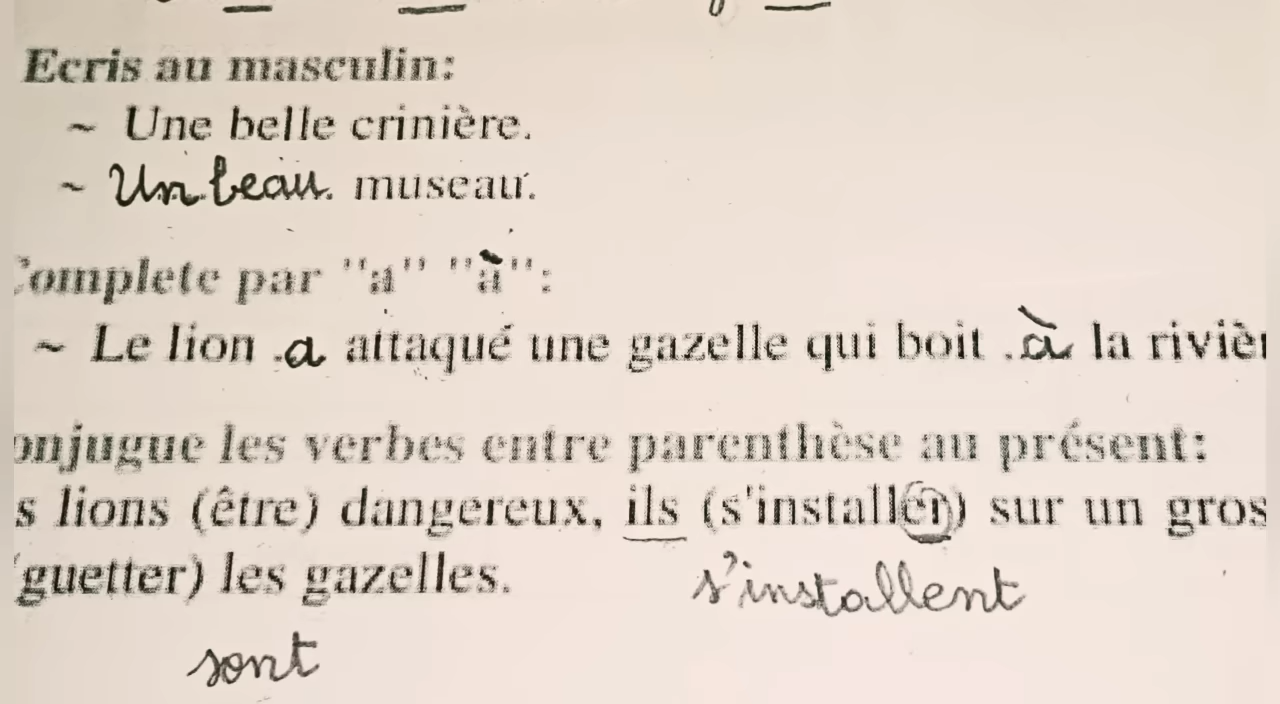 Ecris au masculin:
~ Une belle crinière.
~ Un beau museau.
omplete par "a" "à":
~ Le lion a attaqué une gazelle qui boit à la riviè
onjugue les verbes entre parenthèse au présent:
s lions (être) dangereux, ils (s'installer) sur un gros
guetter) les gazelles.
s'installent
sont